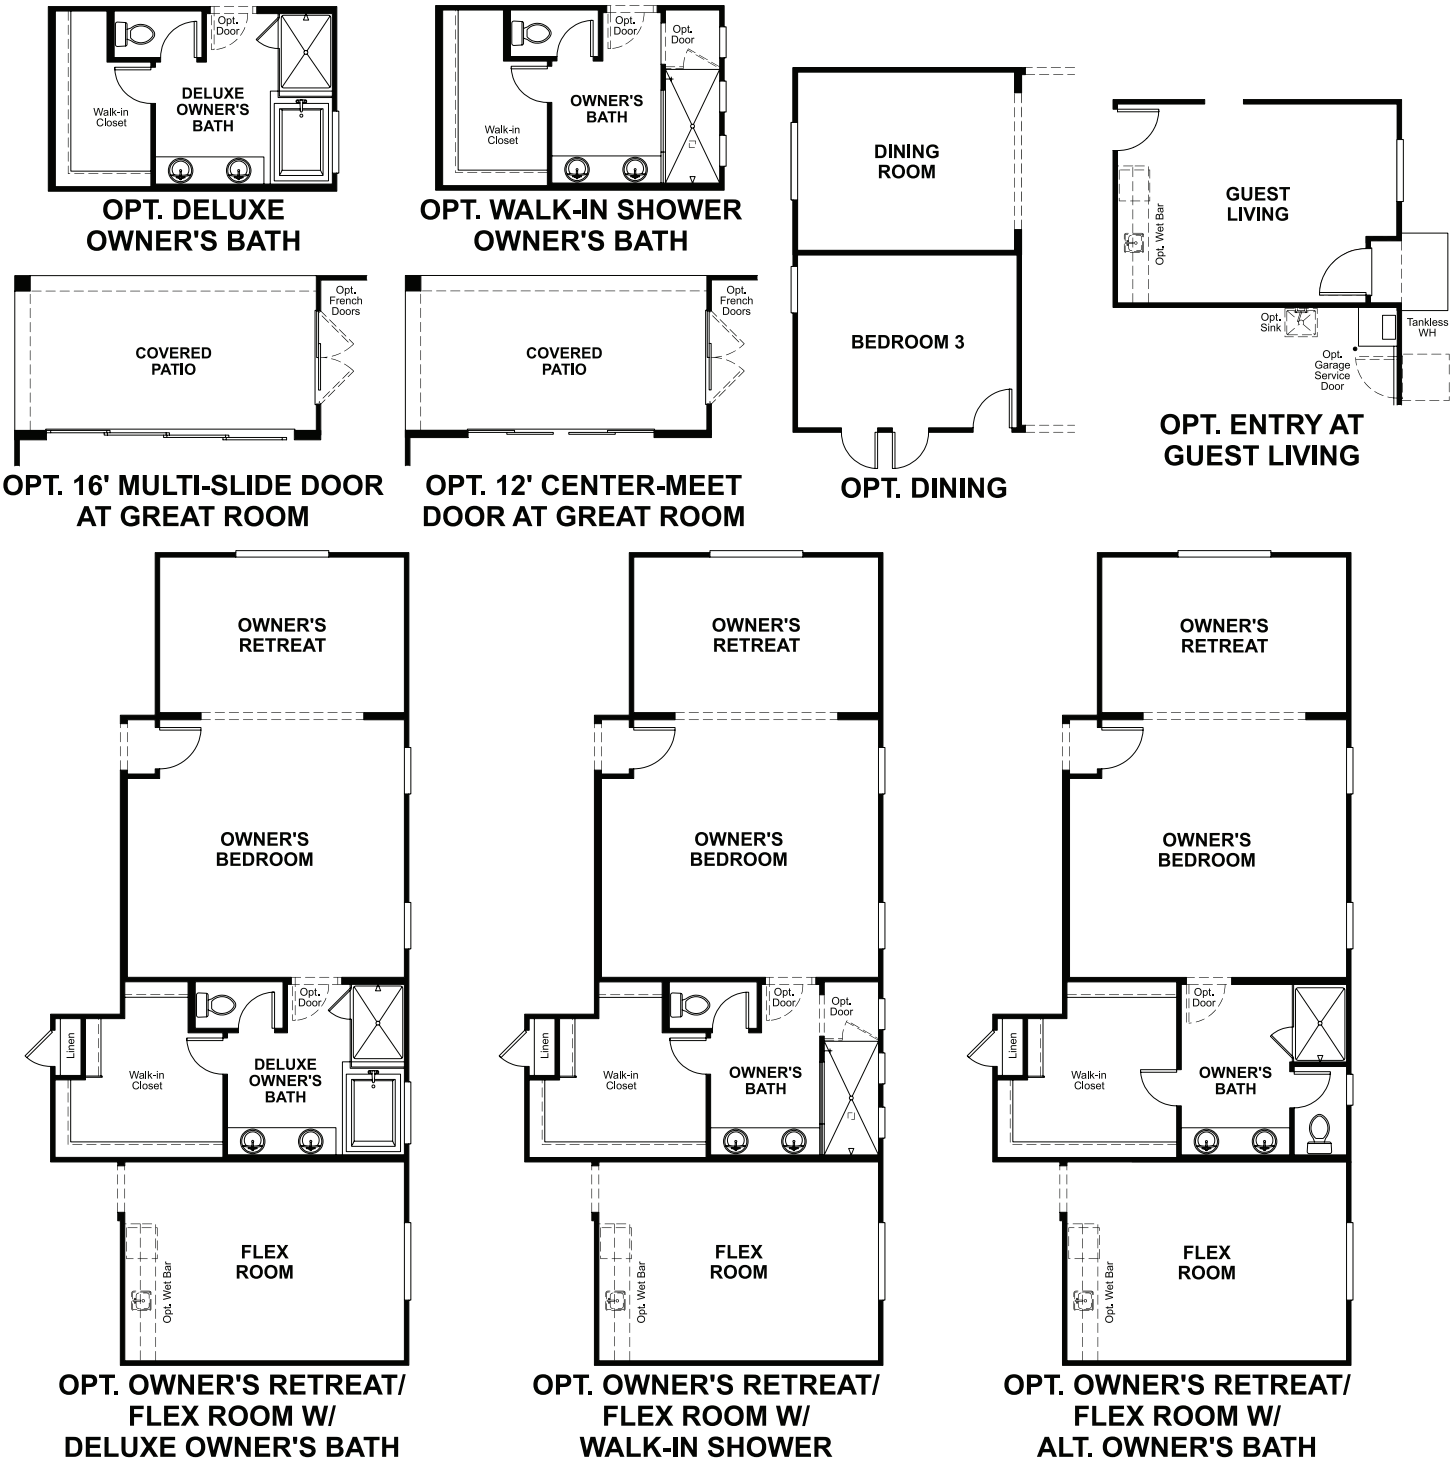 Opt.
Door
DELUXE
OWNER'S
BATH
Walk-in
Closet
OPT. DELUXE
OWNER'S BATH
Opt.
Door
Opt.
Door
OWNER'S
BATH
Walk-in
Closet
OPT. WALK-IN SHOWER
OWNER'S BATH
DINING
ROOM
BEDROOM 3
OPT. DINING
GUEST
LIVING
Opt. Wet Bar
Opt.
Sink
Tankless
WH
Opt.
Garage
Service
Door
OPT. ENTRY AT
GUEST LIVING
Opt.
French
Doors
COVERED
PATIO
OPT. 16' MULTI-SLIDE DOOR
AT GREAT ROOM
Opt.
French
Doors
COVERED
PATIO
OPT. 12' CENTER-MEET
DOOR AT GREAT ROOM
OWNER'S
RETREAT
OWNER'S
BEDROOM
Opt.
Door
Linen
Walk-in
Closet
DELUXE
OWNER'S
BATH
FLEX
ROOM
Opt. Wet Bar
OPT. OWNER'S RETREAT/
FLEX ROOM W/
DELUXE OWNER'S BATH
OWNER'S
RETREAT
OWNER'S
BEDROOM
Opt.
Door
Opt.
Door
Linen
Walk-in
Closet
OWNER'S
BATH
FLEX
ROOM
Opt. Wet Bar
OPT. OWNER'S RETREAT/
FLEX ROOM W/
WALK-IN SHOWER
OWNER'S
RETREAT
OWNER'S
BEDROOM
Opt.
Door
Linen
Walk-in
Closet
OWNER'S
BATH
FLEX
ROOM
Opt. Wet Bar
OPT. OWNER'S RETREAT/
FLEX ROOM W/
ALT. OWNER'S BATH